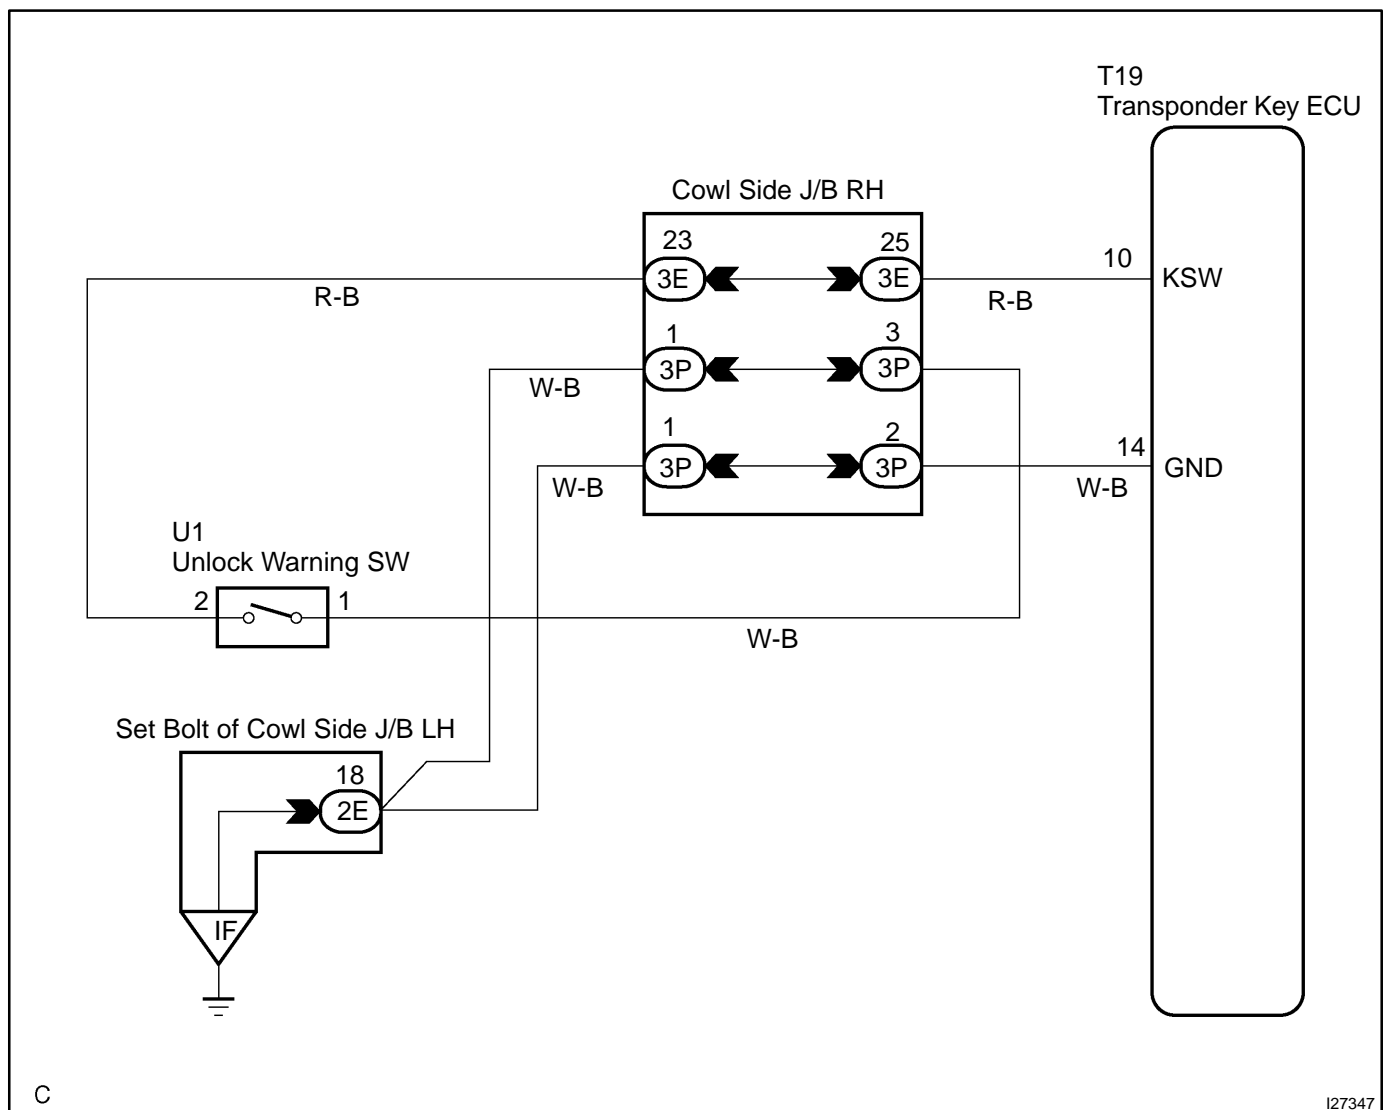 T19
Transponder Key ECU
Cowl Side J/B RH
23
25
3E
3E
10
KSW
R-B
R-B
1
3
3P
3P
W-B
1
2
3P
3P
14
GND
W-B
W-B
U1
Unlock Warning SW
2
1
W-B
Set Bolt of Cowl Side J/B LH
18
2E
IF
C
I27347